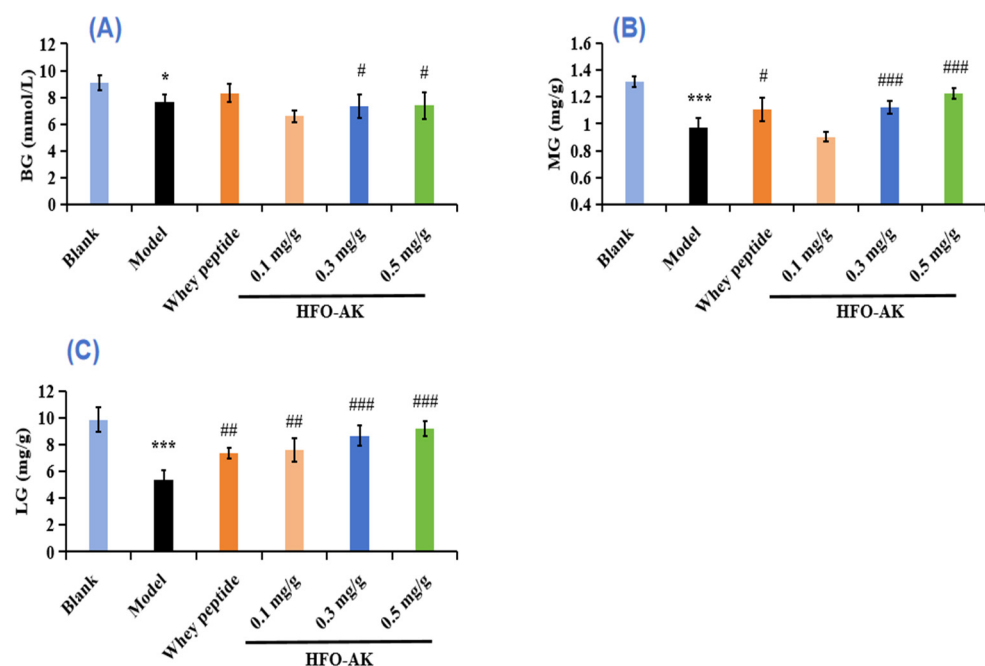 (A)
BG (mmol/L)
12
10
8
6
4
2
0
*
#
#
Blank
Model
Whey peptide
0.1 mg/g
0.3 mg/g
0.5 mg/g
HFO-AK
(B)
MG (mg/g)
1.6
1.4
1.2
1.0
0.8
0.6
0.4
***
#
###
###
Blank
Model
Whey peptide
0.1 mg/g
0.3 mg/g
0.5 mg/g
HFO-AK
(C)
LG (mg/g)
12
10
8
6
4
2
0
***
##
##
###
###
Blank
Model
Whey peptide
0.1 mg/g
0.3 mg/g
0.5 mg/g
HFO-AK